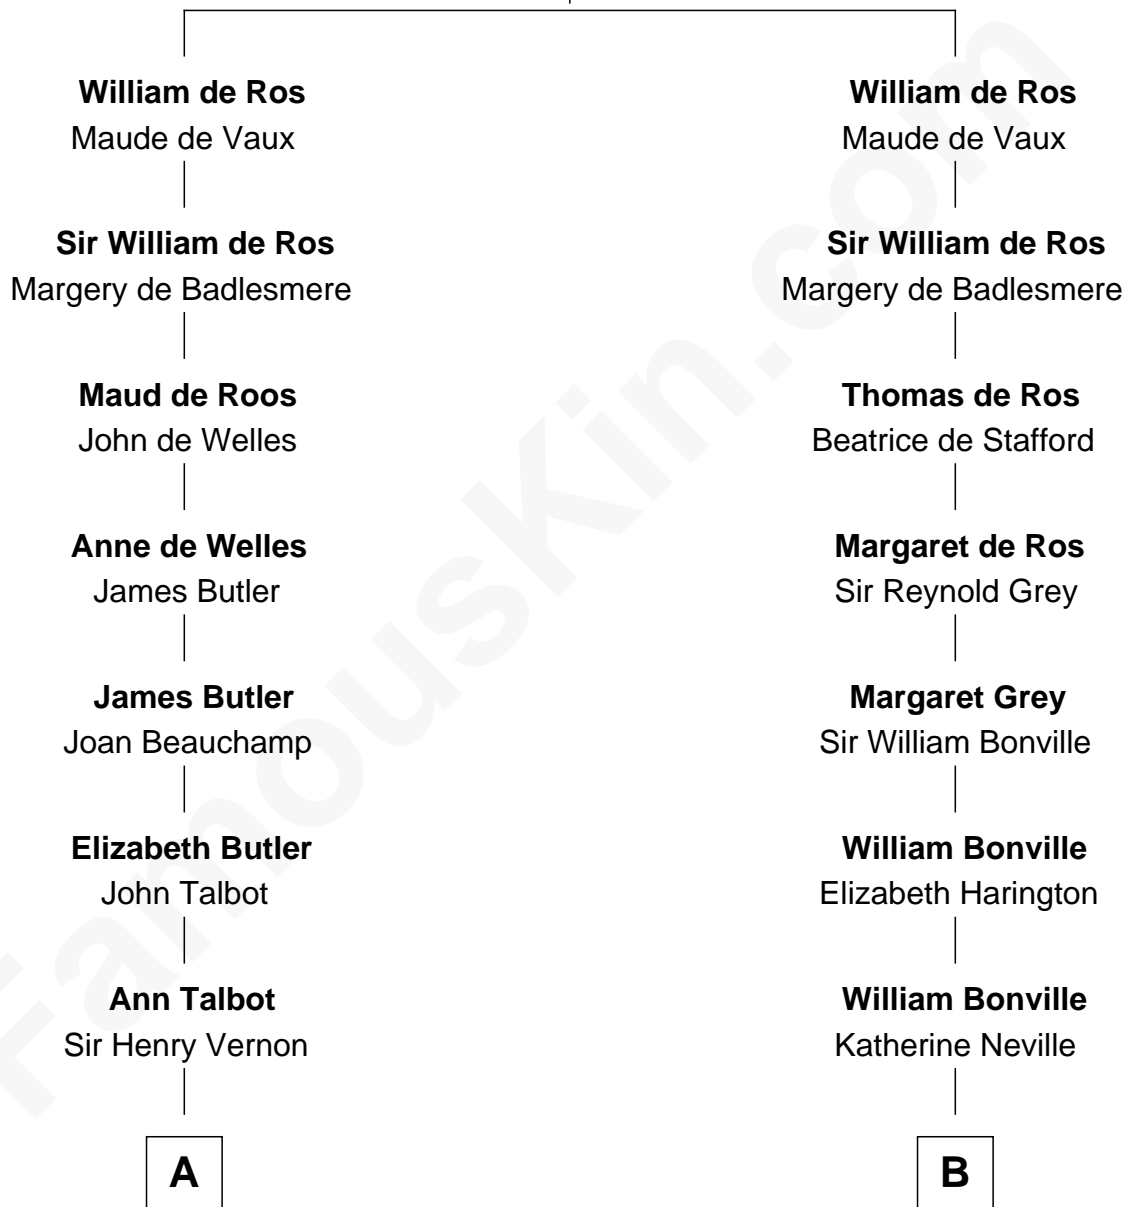 William de Ros
Maude de Vaux
Sir William de Ros
Margery de Badlesmere
Maud de Roos
John de Welles
Anne de Welles
James Butler
James Butler
Joan Beauchamp
Elizabeth Butler
John Talbot
Ann Talbot
Sir Henry Vernon
A
William de Ros
Maude de Vaux
Sir William de Ros
Margery de Badlesmere
Thomas de Ros
Beatrice de Stafford
Margaret de Ros
Sir Reynold Grey
Margaret Grey
Sir William Bonville
William Bonville
Elizabeth Harington
William Bonville
Katherine Neville
B
FamousKin.com